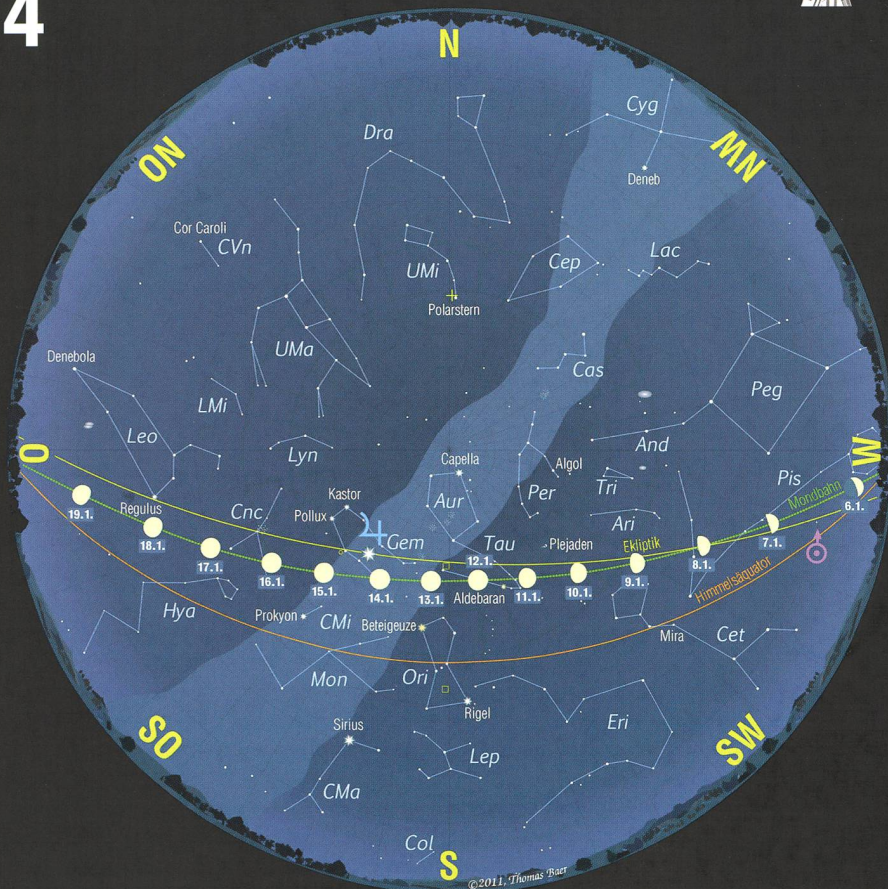 4
N
NO
NW
Cyg
Dra
Deneb
Cor Caroli
CVn
UMi
Cep
Lac
Polarstern
Denebola
UMa
Cas
LMi
Peg
Leo
And
Lyn
Capella
Algol
O
W
Aur
Per
Tri
Pis
Mondbahn
Kastor
Pollux
Regulus
Cnc
Gem
Tau
Plejaden
Ari
Ekliptik
19.1.
18.1.
17.1.
16.1.
15.1.
14.1.
13.1.
12.1.
11.1.
10.1.
9.1.
8.1.
7.1.
6.1.
Aldebaran
Himmelsäquator
Hya
Prokyon
CMi
Beteigeuze
Mira
Cet
Mon
Ori
Rigel
Eri
SO
SW
Sirius
Lep
CMa
Col
S
©2011, Thomas Baer